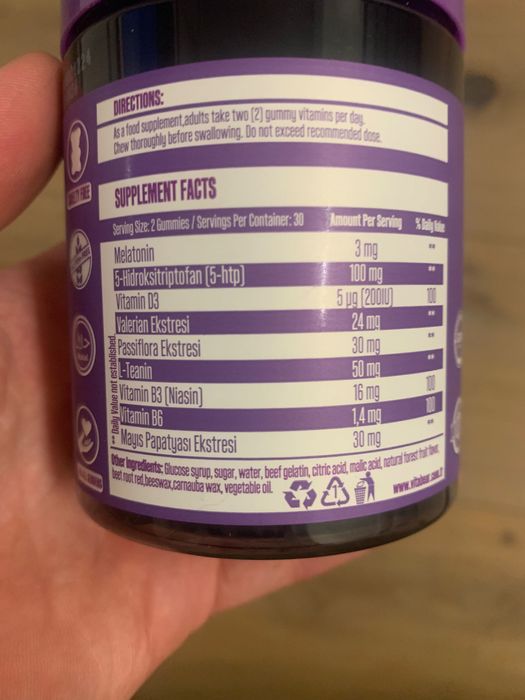 DIRECTIONS:
As a food supplement,adults take two (2) gummy vitamins per day.
Chew thoroughly before swallowing. Do not exceed recommended dose.
SUPPLEMENT FACTS
Serving Size: 2 Gummies / Servings Per Container: 30 Amount Per Serving % Daily Value
Melatonin 3 mg **
5-Hidroksitriptofan (5-htp) 100 mg **
Vitamin D3 5 µg (200IU) 100
Valerian Ekstresi 24 mg **
Passiflora Ekstresi 30 mg **
L-Teanin 50 mg **
Vitamin B3 (Niasin) 16 mg 100
Vitamin B6 1,4 mg 100
Mayıs Papatyası Ekstresi 30 mg **
** Daily Value not established.
Other ingredients: Glucose syrup, sugar, water, beef gelatin, citric acid, malic acid, natural forest fruit flavor,
beet root red,beeswax,carnauba wax, vegetable oil.
1
FREE